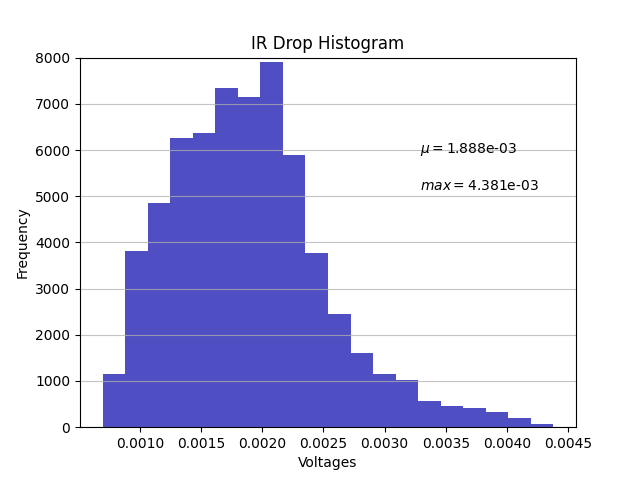 IR Drop Histogram
8000
7000
6000
5000
4000
3000
2000
1000
0
Frequency
μ = 1.888e-03
max = 4.381e-03
0.0010 0.0015 0.0020 0.0025 0.0030 0.0035 0.0040 0.0045
Voltages